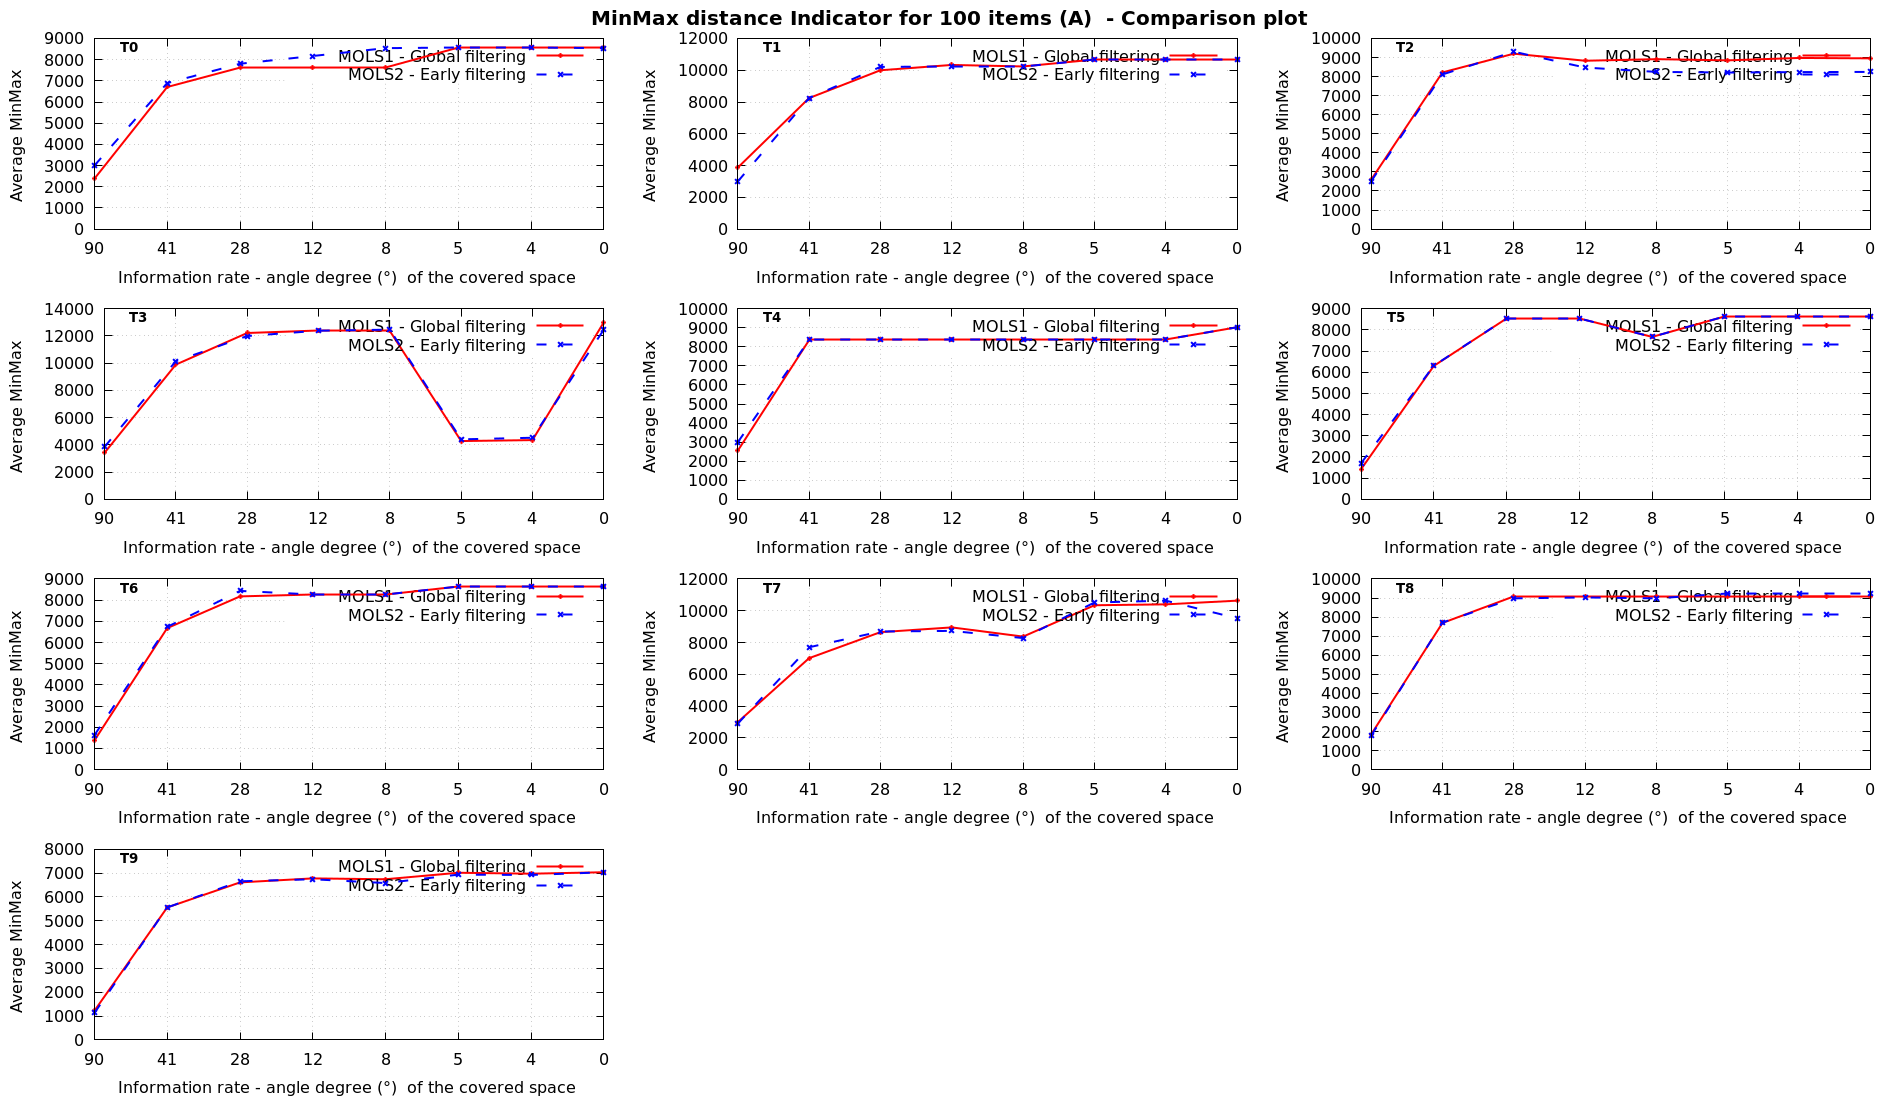 MinMax distance Indicator for 100 items (A)  - Comparison plot
T0
MOLS1 - Global filtering
MOLS2 - Early filtering
Average MinMax
9000
8000
7000
6000
5000
4000
3000
2000
1000
0
90 41 28 12 8 5 4 0
Information rate - angle degree (°)  of the covered space
T1
MOLS1 - Global filtering
MOLS2 - Early filtering
Average MinMax
12000
10000
8000
6000
4000
2000
0
90 41 28 12 8 5 4 0
Information rate - angle degree (°)  of the covered space
T2
MOLS1 - Global filtering
MOLS2 - Early filtering
Average MinMax
10000
9000
8000
7000
6000
5000
4000
3000
2000
1000
0
90 41 28 12 8 5 4 0
Information rate - angle degree (°)  of the covered space
T3
MOLS1 - Global filtering
MOLS2 - Early filtering
Average MinMax
14000
12000
10000
8000
6000
4000
2000
0
90 41 28 12 8 5 4 0
Information rate - angle degree (°)  of the covered space
T4
MOLS1 - Global filtering
MOLS2 - Early filtering
Average MinMax
10000
9000
8000
7000
6000
5000
4000
3000
2000
1000
0
90 41 28 12 8 5 4 0
Information rate - angle degree (°)  of the covered space
T5
MOLS1 - Global filtering
MOLS2 - Early filtering
Average MinMax
9000
8000
7000
6000
5000
4000
3000
2000
1000
0
90 41 28 12 8 5 4 0
Information rate - angle degree (°)  of the covered space
T6
MOLS1 - Global filtering
MOLS2 - Early filtering
Average MinMax
9000
8000
7000
6000
5000
4000
3000
2000
1000
0
90 41 28 12 8 5 4 0
Information rate - angle degree (°)  of the covered space
T7
MOLS1 - Global filtering
MOLS2 - Early filtering
Average MinMax
12000
10000
8000
6000
4000
2000
0
90 41 28 12 8 5 4 0
Information rate - angle degree (°)  of the covered space
T8
MOLS1 - Global filtering
MOLS2 - Early filtering
Average MinMax
10000
9000
8000
7000
6000
5000
4000
3000
2000
1000
0
90 41 28 12 8 5 4 0
Information rate - angle degree (°)  of the covered space
T9
MOLS1 - Global filtering
MOLS2 - Early filtering
Average MinMax
8000
7000
6000
5000
4000
3000
2000
1000
0
90 41 28 12 8 5 4 0
Information rate - angle degree (°)  of the covered space